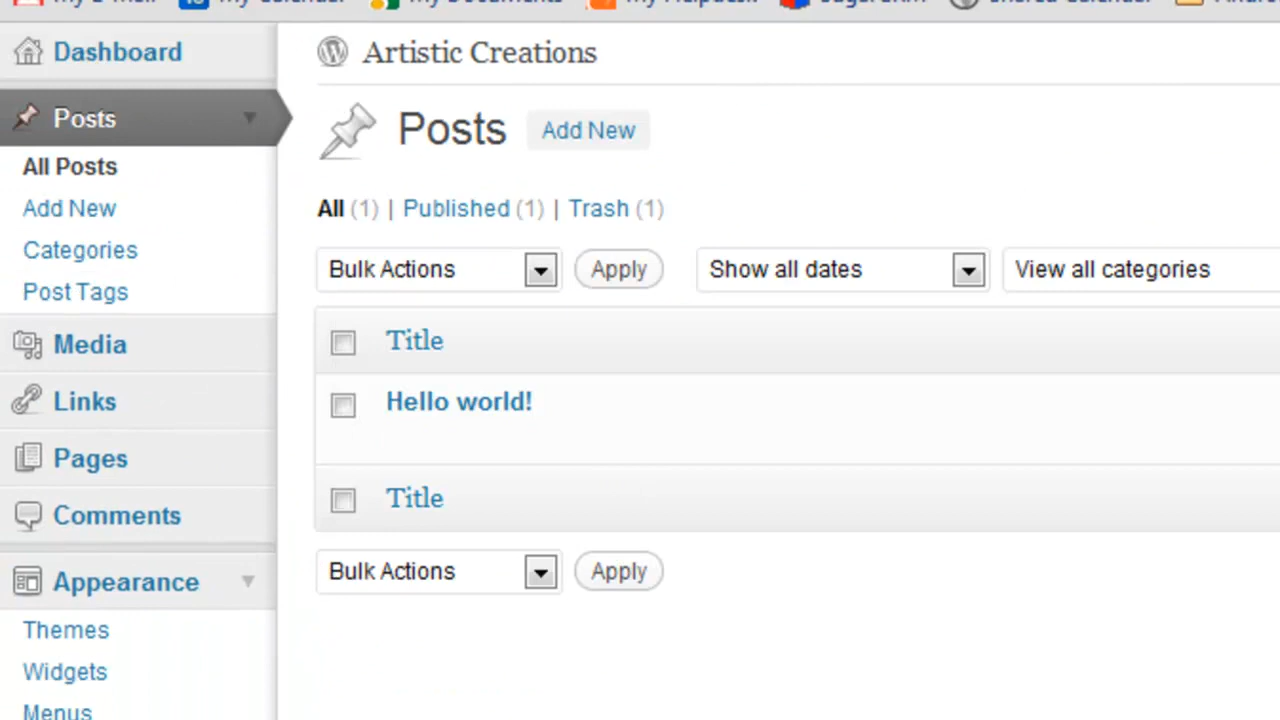 Dashboard
Posts
All Posts
Add New
Categories
Post Tags
Media
Links
Pages
Comments
Appearance
Themes
Widgets
Menus
Artistic Creations
Posts Add New
All (1) | Published (1) | Trash (1)
Bulk Actions Apply Show all dates View all categories
Title
Hello world!
Title
Bulk Actions Apply